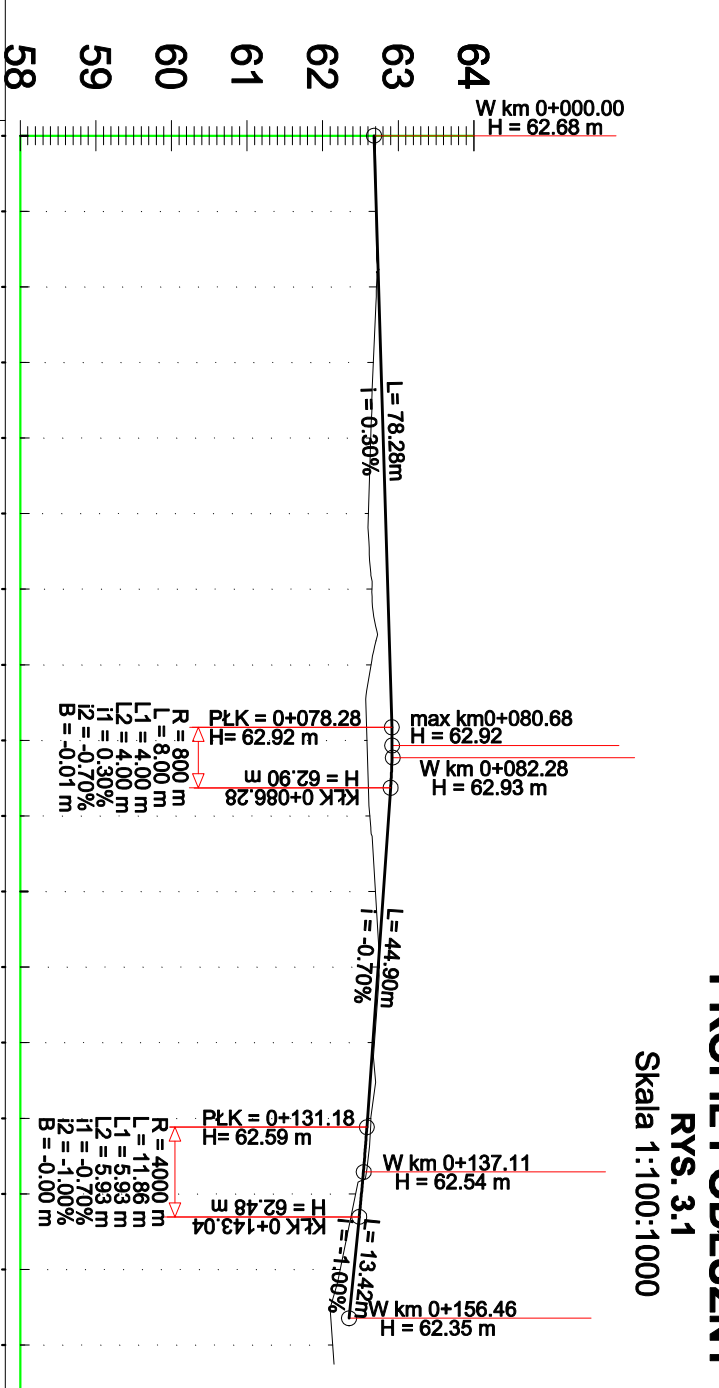 PROFIL PODŁUŻNY
RYS. 3.1
Skala 1:100:1000
64
63
62
61
60
59
58
W km 0+000.00
H = 62.68 m
L= 78.28m
i = 0.30%
PŁK = 0+078.28
H= 62.92 m
max km0+080.68
H = 62.92
W km 0+082.28
H = 62.93 m
KŁK 0+086.28
H = 62.90 m
R = 800 m
L = 8.00 m
L1 = 4.00 m
L2 = 4.00 m
i1 = 0.30%
i2 = -0.70%
B = -0.01 m
L= 44.90m
i = -0.70%
PŁK = 0+131.18
H= 62.59 m
W km 0+137.11
H = 62.54 m
KŁK 0+143.04
H = 62.48 m
R = 4000 m
L = 11.86 m
L1 = 5.93 m
L2 = 5.93 m
i1 = -0.70%
i2 = -1.00%
B = -0.00 m
L= 13.42m
i = -1.00%
W km 0+156.46
H = 62.35 m